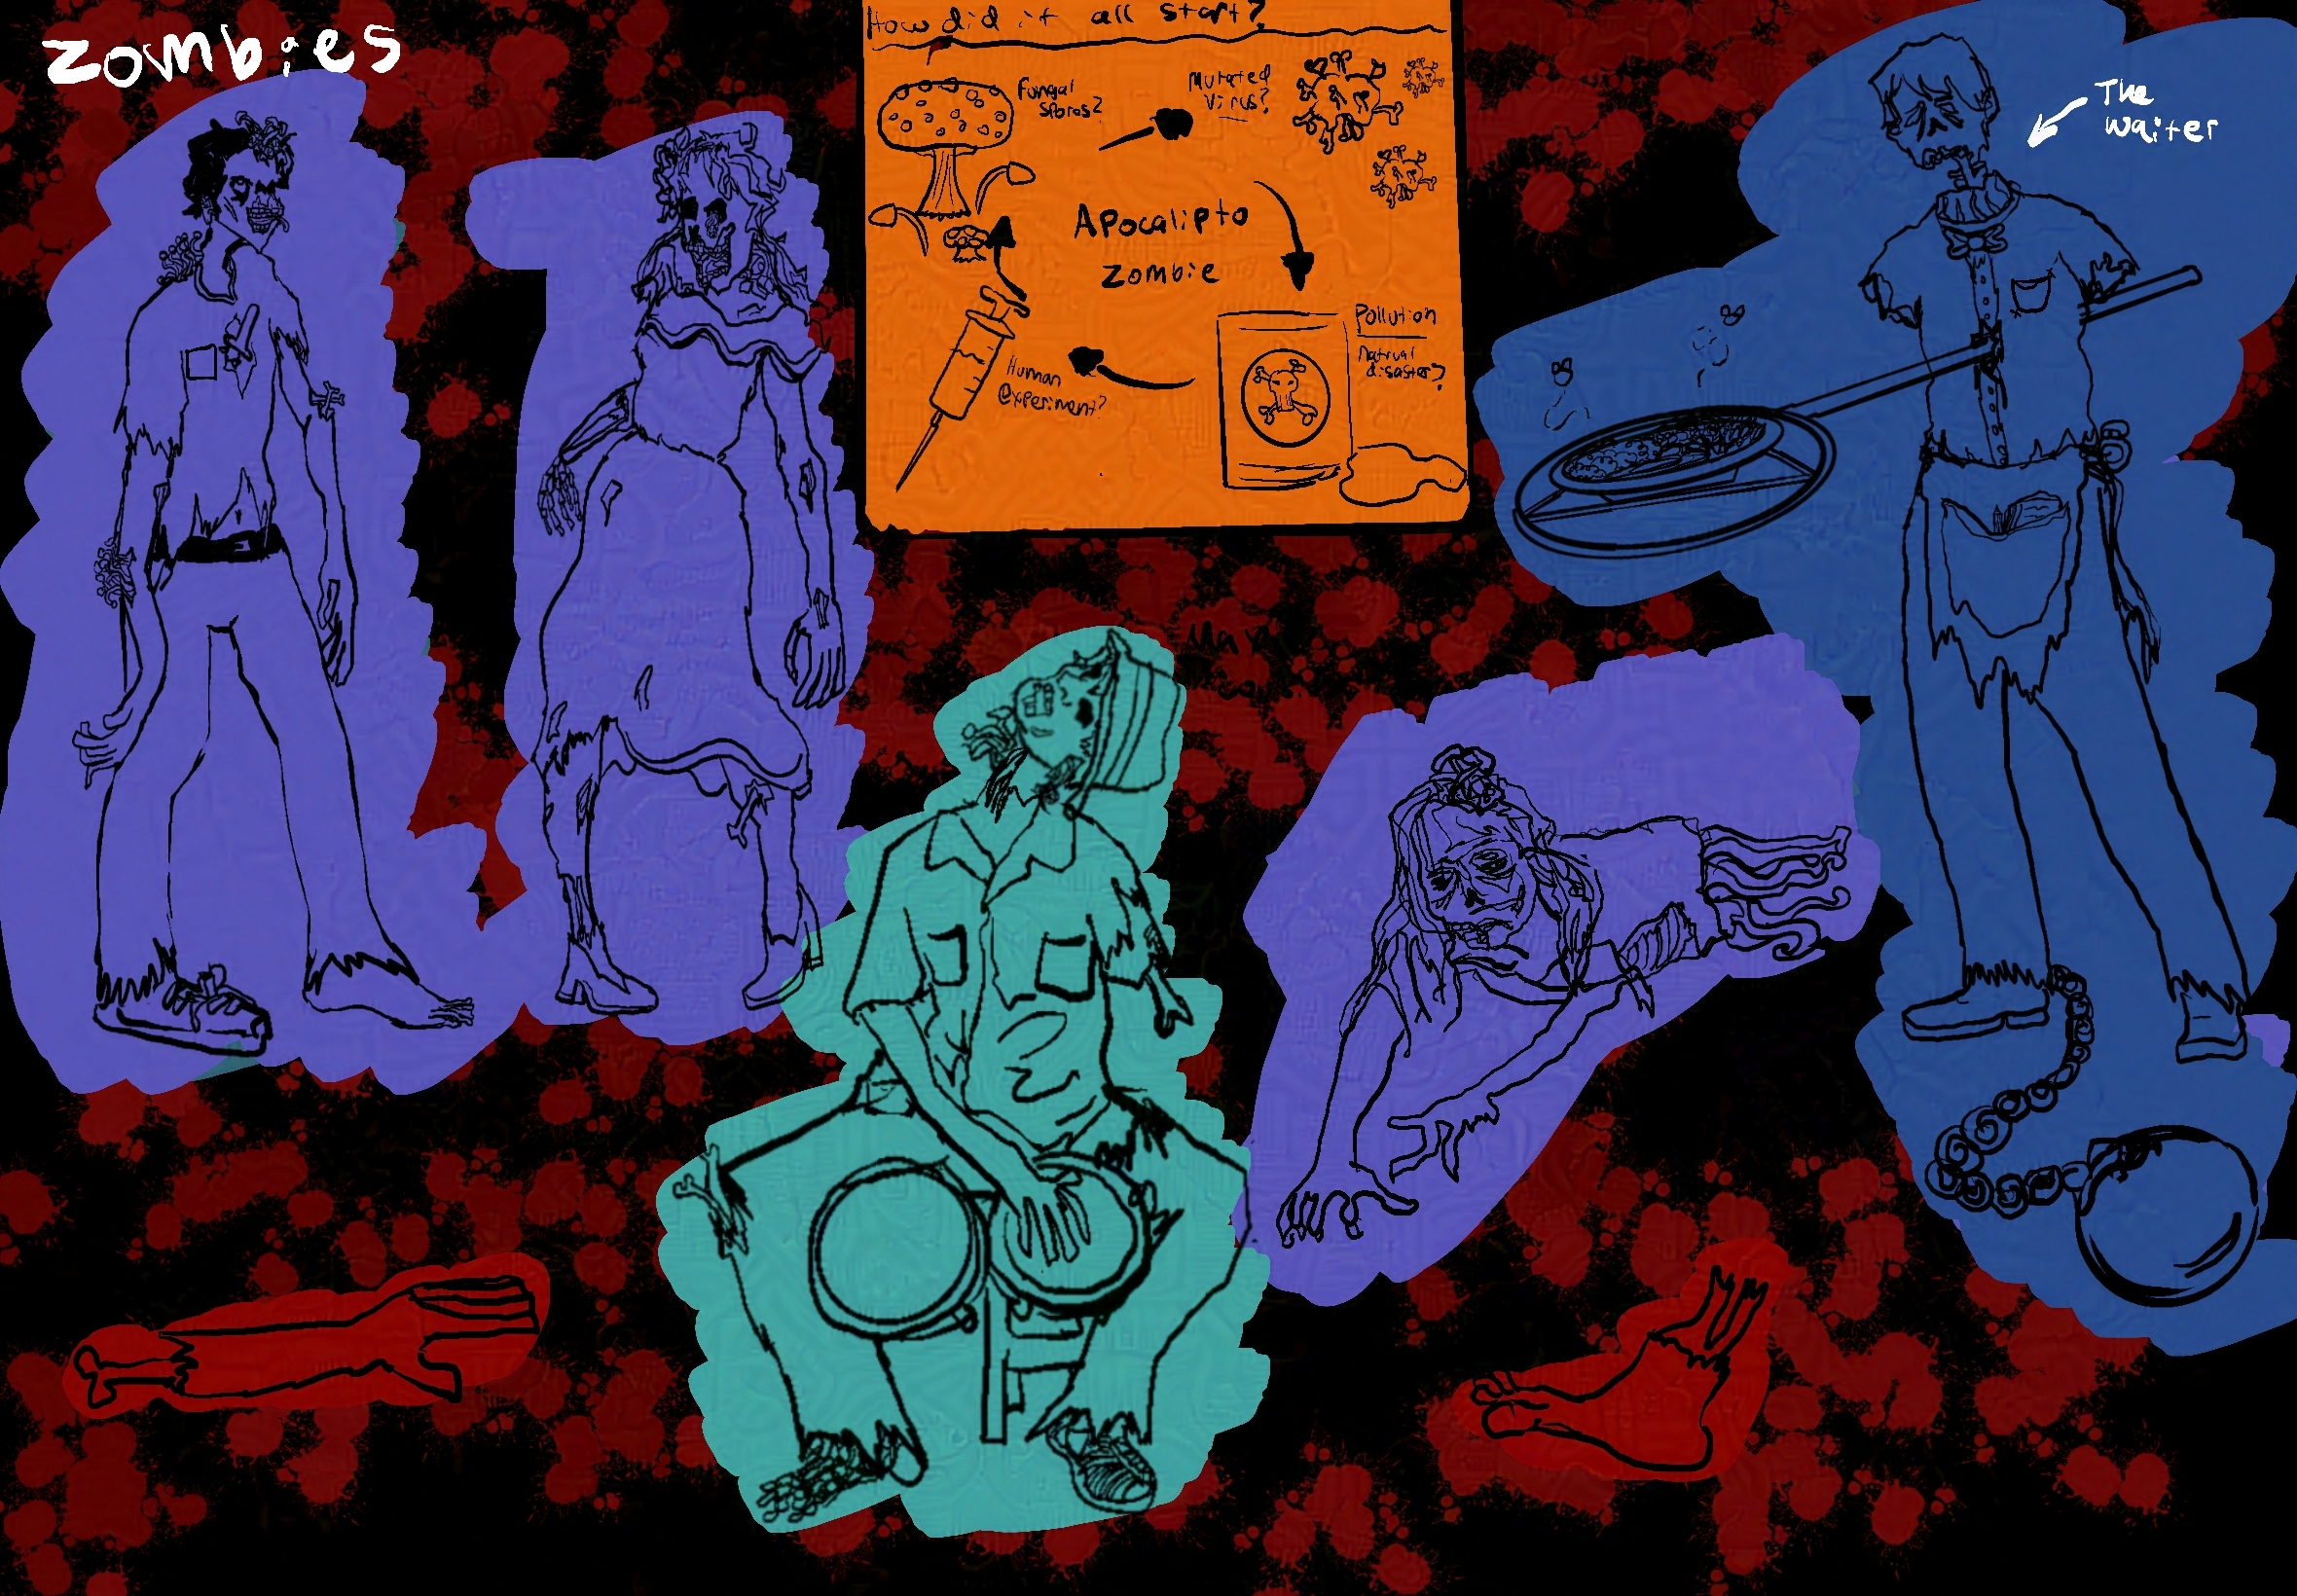 Zombies
How did it all start?
Fungal
Spores?
Mutated
Virus?
Apocalipto
Zombie
Pollution
Natrual
disaster?
Human
experiment?
The
waiter